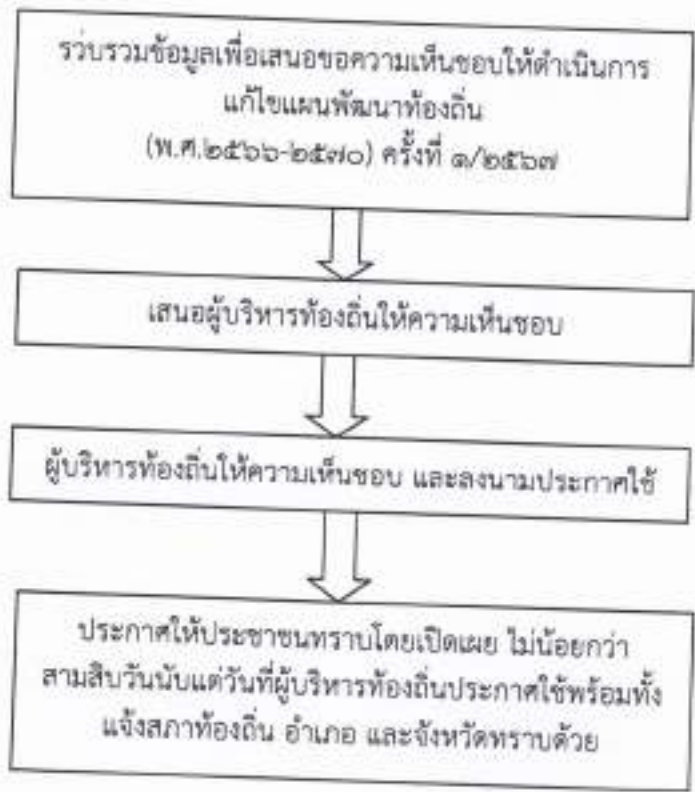 รวบรวมข้อมูลเพื่อเสนอขอความเห็นชอบให้ดำเนินการ
แก้ไขแผนพัฒนาท้องถิ่น
(พ.ศ.๒๕๖๖-๒๕๗๐) ครั้งที่ ๑/๒๕๖๗
เสนอผู้บริหารท้องถิ่นให้ความเห็นชอบ
ผู้บริหารท้องถิ่นให้ความเห็นชอบ และลงนามประกาศใช้
ประกาศให้ประชาชนทราบโดยเปิดเผย ไม่น้อยกว่า
สามสิบวันนับแต่วันที่ผู้บริหารท้องถิ่นประกาศใช้พร้อมทั้ง
แจ้งสภาท้องถิ่น อำเภอ และจังหวัดทราบด้วย